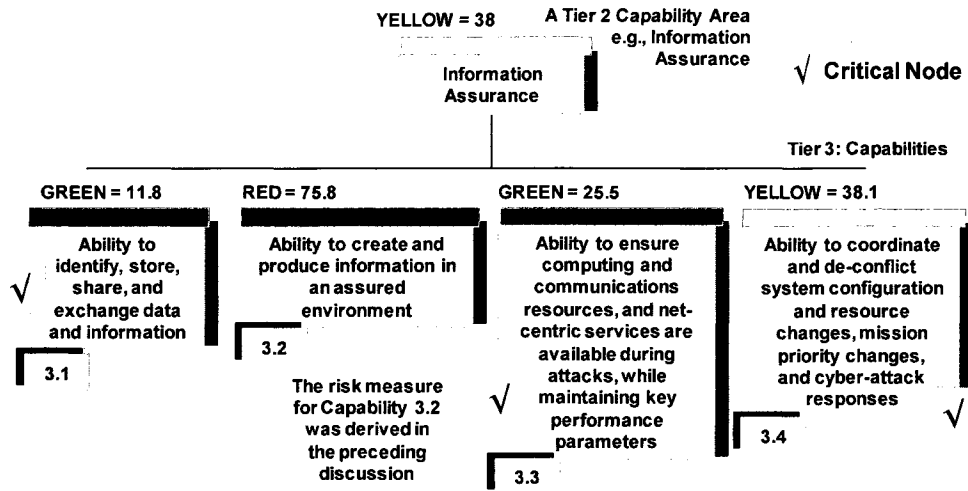 YELLOW = 38
A Tier 2 Capability Area
e.g., Information
Assurance
√ Critical Node
Information
Assurance
Tier 3: Capabilities
GREEN = 11.8
RED = 75.8
GREEN = 25.5
YELLOW = 38.1
Ability to
identify, store,
share, and
exchange data
and information
√
3.1
Ability to create and
produce information in
an assured
environment
3.2
The risk measure
for Capability 3.2
was derived in
the preceding
discussion
Ability to ensure
computing and
communications
resources, and net-
centric services are
available during
attacks, while
maintaining key
performance
parameters
√
3.3
Ability to coordinate
and de-conflict
system configuration
and resource
changes, mission
priority changes,
and cyber-attack
responses
√
3.4